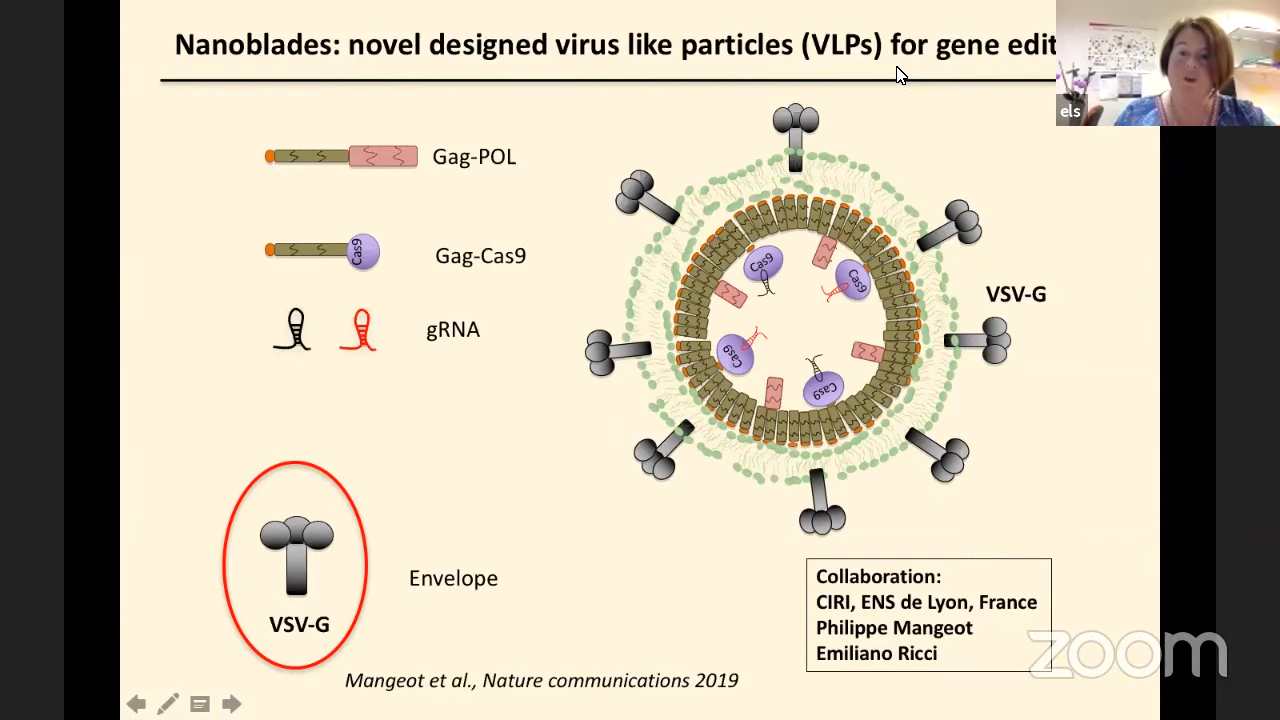 Nanoblades: novel designed virus like particles (VLPs) for gene edit
els
Gag-POL
Cas9
Gag-Cas9
gRNA
Cas9
Cas9
Cas9
Cas9
VSV-G
VSV-G
Envelope
Collaboration:
CIRI, ENS de Lyon, France
Philippe Mangeot
Emiliano Ricci
zoom
Mangeot et al., Nature communications 2019